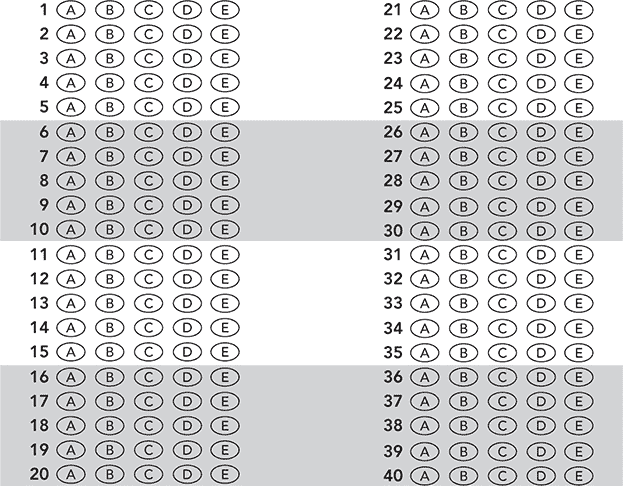 1 A B C D E
2 A B C D E
3 A B C D E
4 A B C D E
5 A B C D E
6 A B C D E
7 A B C D E
8 A B C D E
9 A B C D E
10 A B C D E
11 A B C D E
12 A B C D E
13 A B C D E
14 A B C D E
15 A B C D E
16 A B C D E
17 A B C D E
18 A B C D E
19 A B C D E
20 A B C D E
21 A B C D E
22 A B C D E
23 A B C D E
24 A B C D E
25 A B C D E
26 A B C D E
27 A B C D E
28 A B C D E
29 A B C D E
30 A B C D E
31 A B C D E
32 A B C D E
33 A B C D E
34 A B C D E
35 A B C D E
36 A B C D E
37 A B C D E
38 A B C D E
39 A B C D E
40 A B C D E